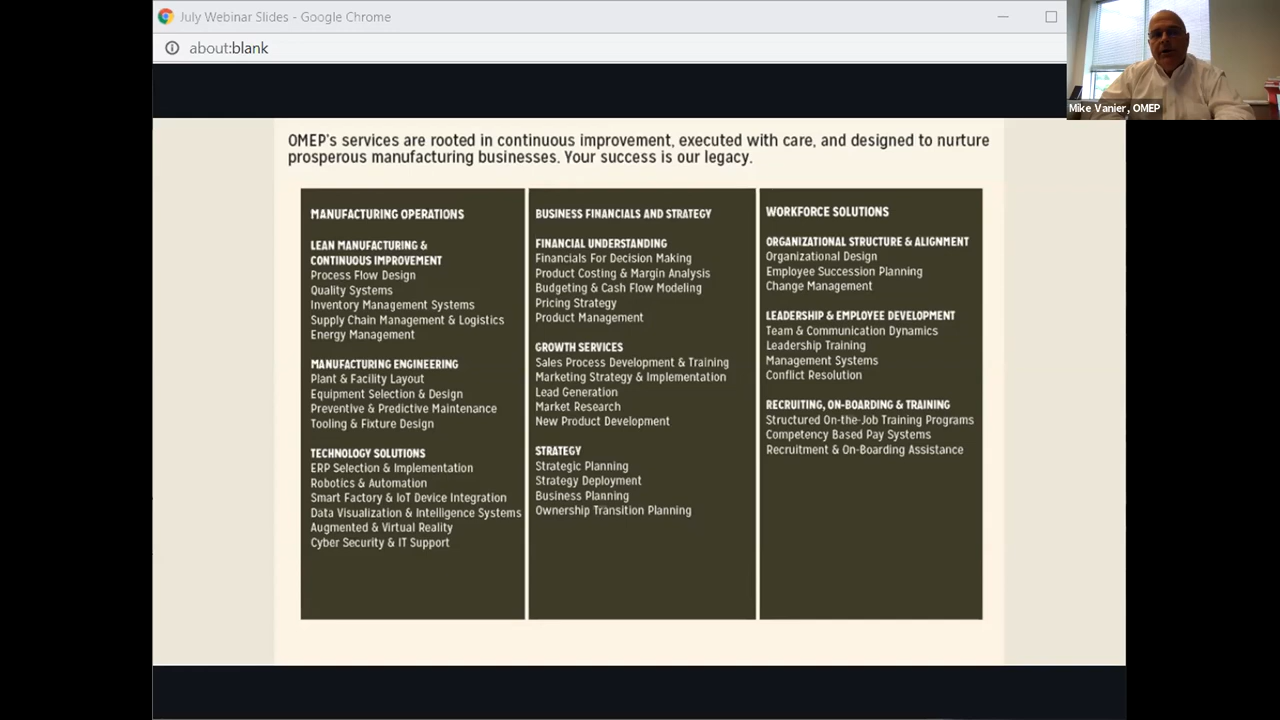 July Webinar Slides - Google Chrome
about:blank
Mike Vanier, OMEP
OMEP's services are rooted in continuous improvement, executed with care, and designed to nurture
prosperous manufacturing businesses. Your success is our legacy.
MANUFACTURING OPERATIONS
LEAN MANUFACTURING &
CONTINUOUS IMPROVEMENT
Process Flow Design
Quality Systems
Inventory Management Systems
Supply Chain Management & Logistics
Energy Management
MANUFACTURING ENGINEERING
Plant & Facility Layout
Equipment Selection & Design
Preventive & Predictive Maintenance
Tooling & Fixture Design
TECHNOLOGY SOLUTIONS
ERP Selection & Implementation
Robotics & Automation
Smart Factory & IoT Device Integration
Data Visualization & Intelligence Systems
Augmented & Virtual Reality
Cyber Security & IT Support
BUSINESS FINANCIALS AND STRATEGY
FINANCIAL UNDERSTANDING
Financials For Decision Making
Product Costing & Margin Analysis
Budgeting & Cash Flow Modeling
Pricing Strategy
Product Management
GROWTH SERVICES
Sales Process Development & Training
Marketing Strategy & Implementation
Lead Generation
Market Research
New Product Development
STRATEGY
Strategic Planning
Strategy Deployment
Business Planning
Ownership Transition Planning
WORKFORCE SOLUTIONS
ORGANIZATIONAL STRUCTURE & ALIGNMENT
Organizational Design
Employee Succession Planning
Change Management
LEADERSHIP & EMPLOYEE DEVELOPMENT
Team & Communication Dynamics
Leadership Training
Management Systems
Conflict Resolution
RECRUITING, ON-BOARDING & TRAINING
Structured On-the-Job Training Programs
Competency Based Pay Systems
Recruitment & On-Boarding Assistance